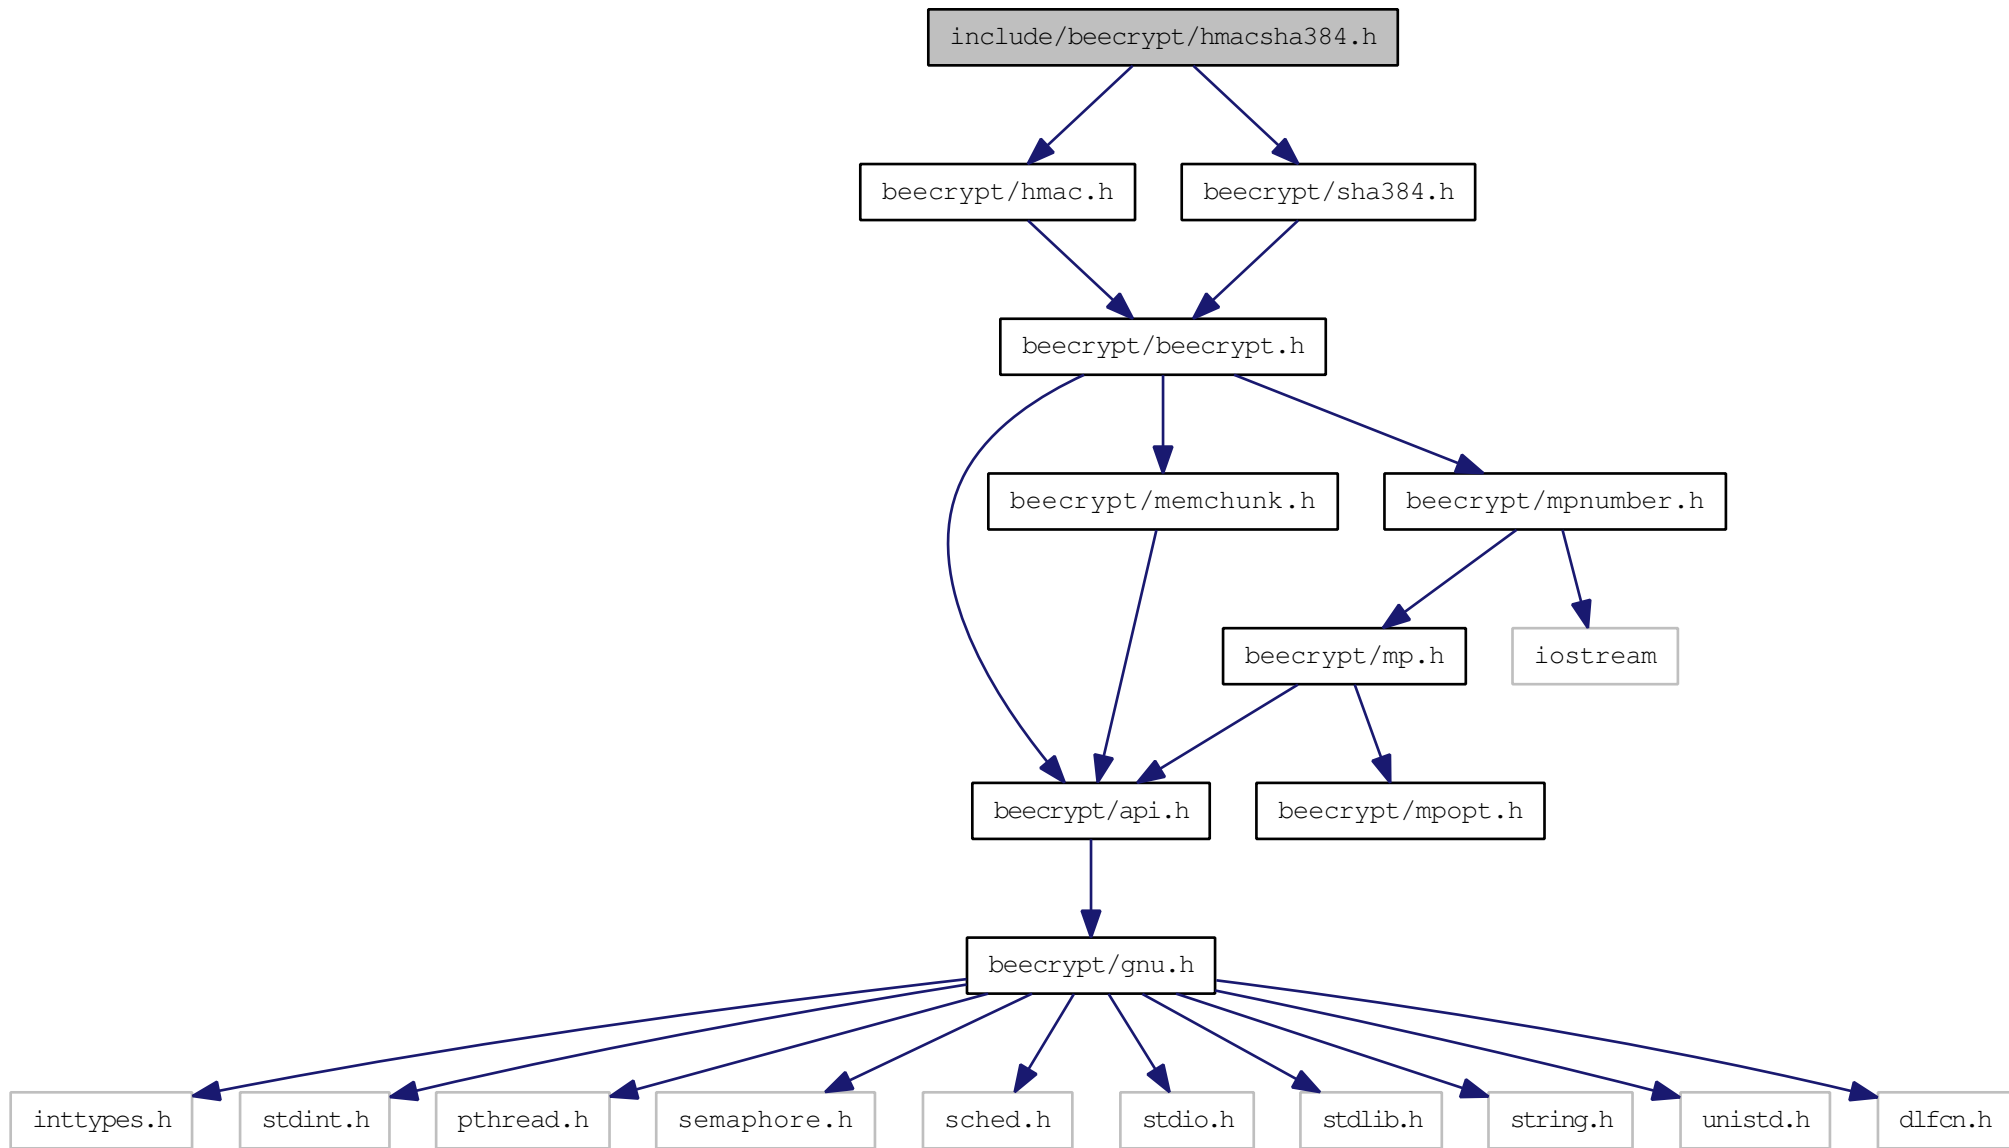 include/beecrypt/hmacsha384.h
beecrypt/hmac.h
beecrypt/sha384.h
beecrypt/beecrypt.h
beecrypt/memchunk.h
beecrypt/mpnumber.h
beecrypt/mp.h
iostream
beecrypt/api.h
beecrypt/mpopt.h
beecrypt/gnu.h
inttypes.h
stdint.h
pthread.h
semaphore.h
sched.h
stdio.h
stdlib.h
string.h
unistd.h
dlfcn.h